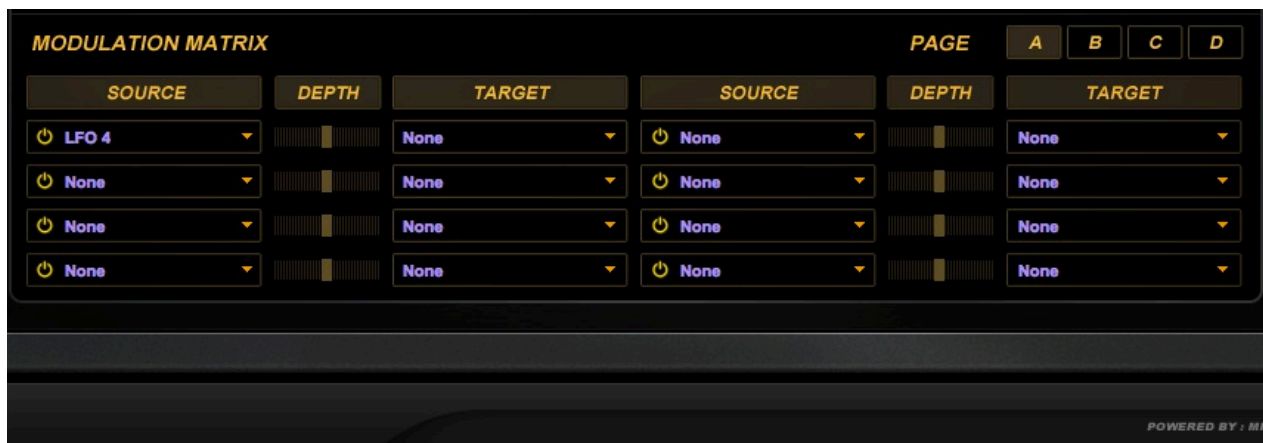 MODULATION MATRIX PAGE A B C D
SOURCE DEPTH TARGET SOURCE DEPTH TARGET
LFO 4 None None None
None None None None
None None None None
None None None None
POWERED BY :